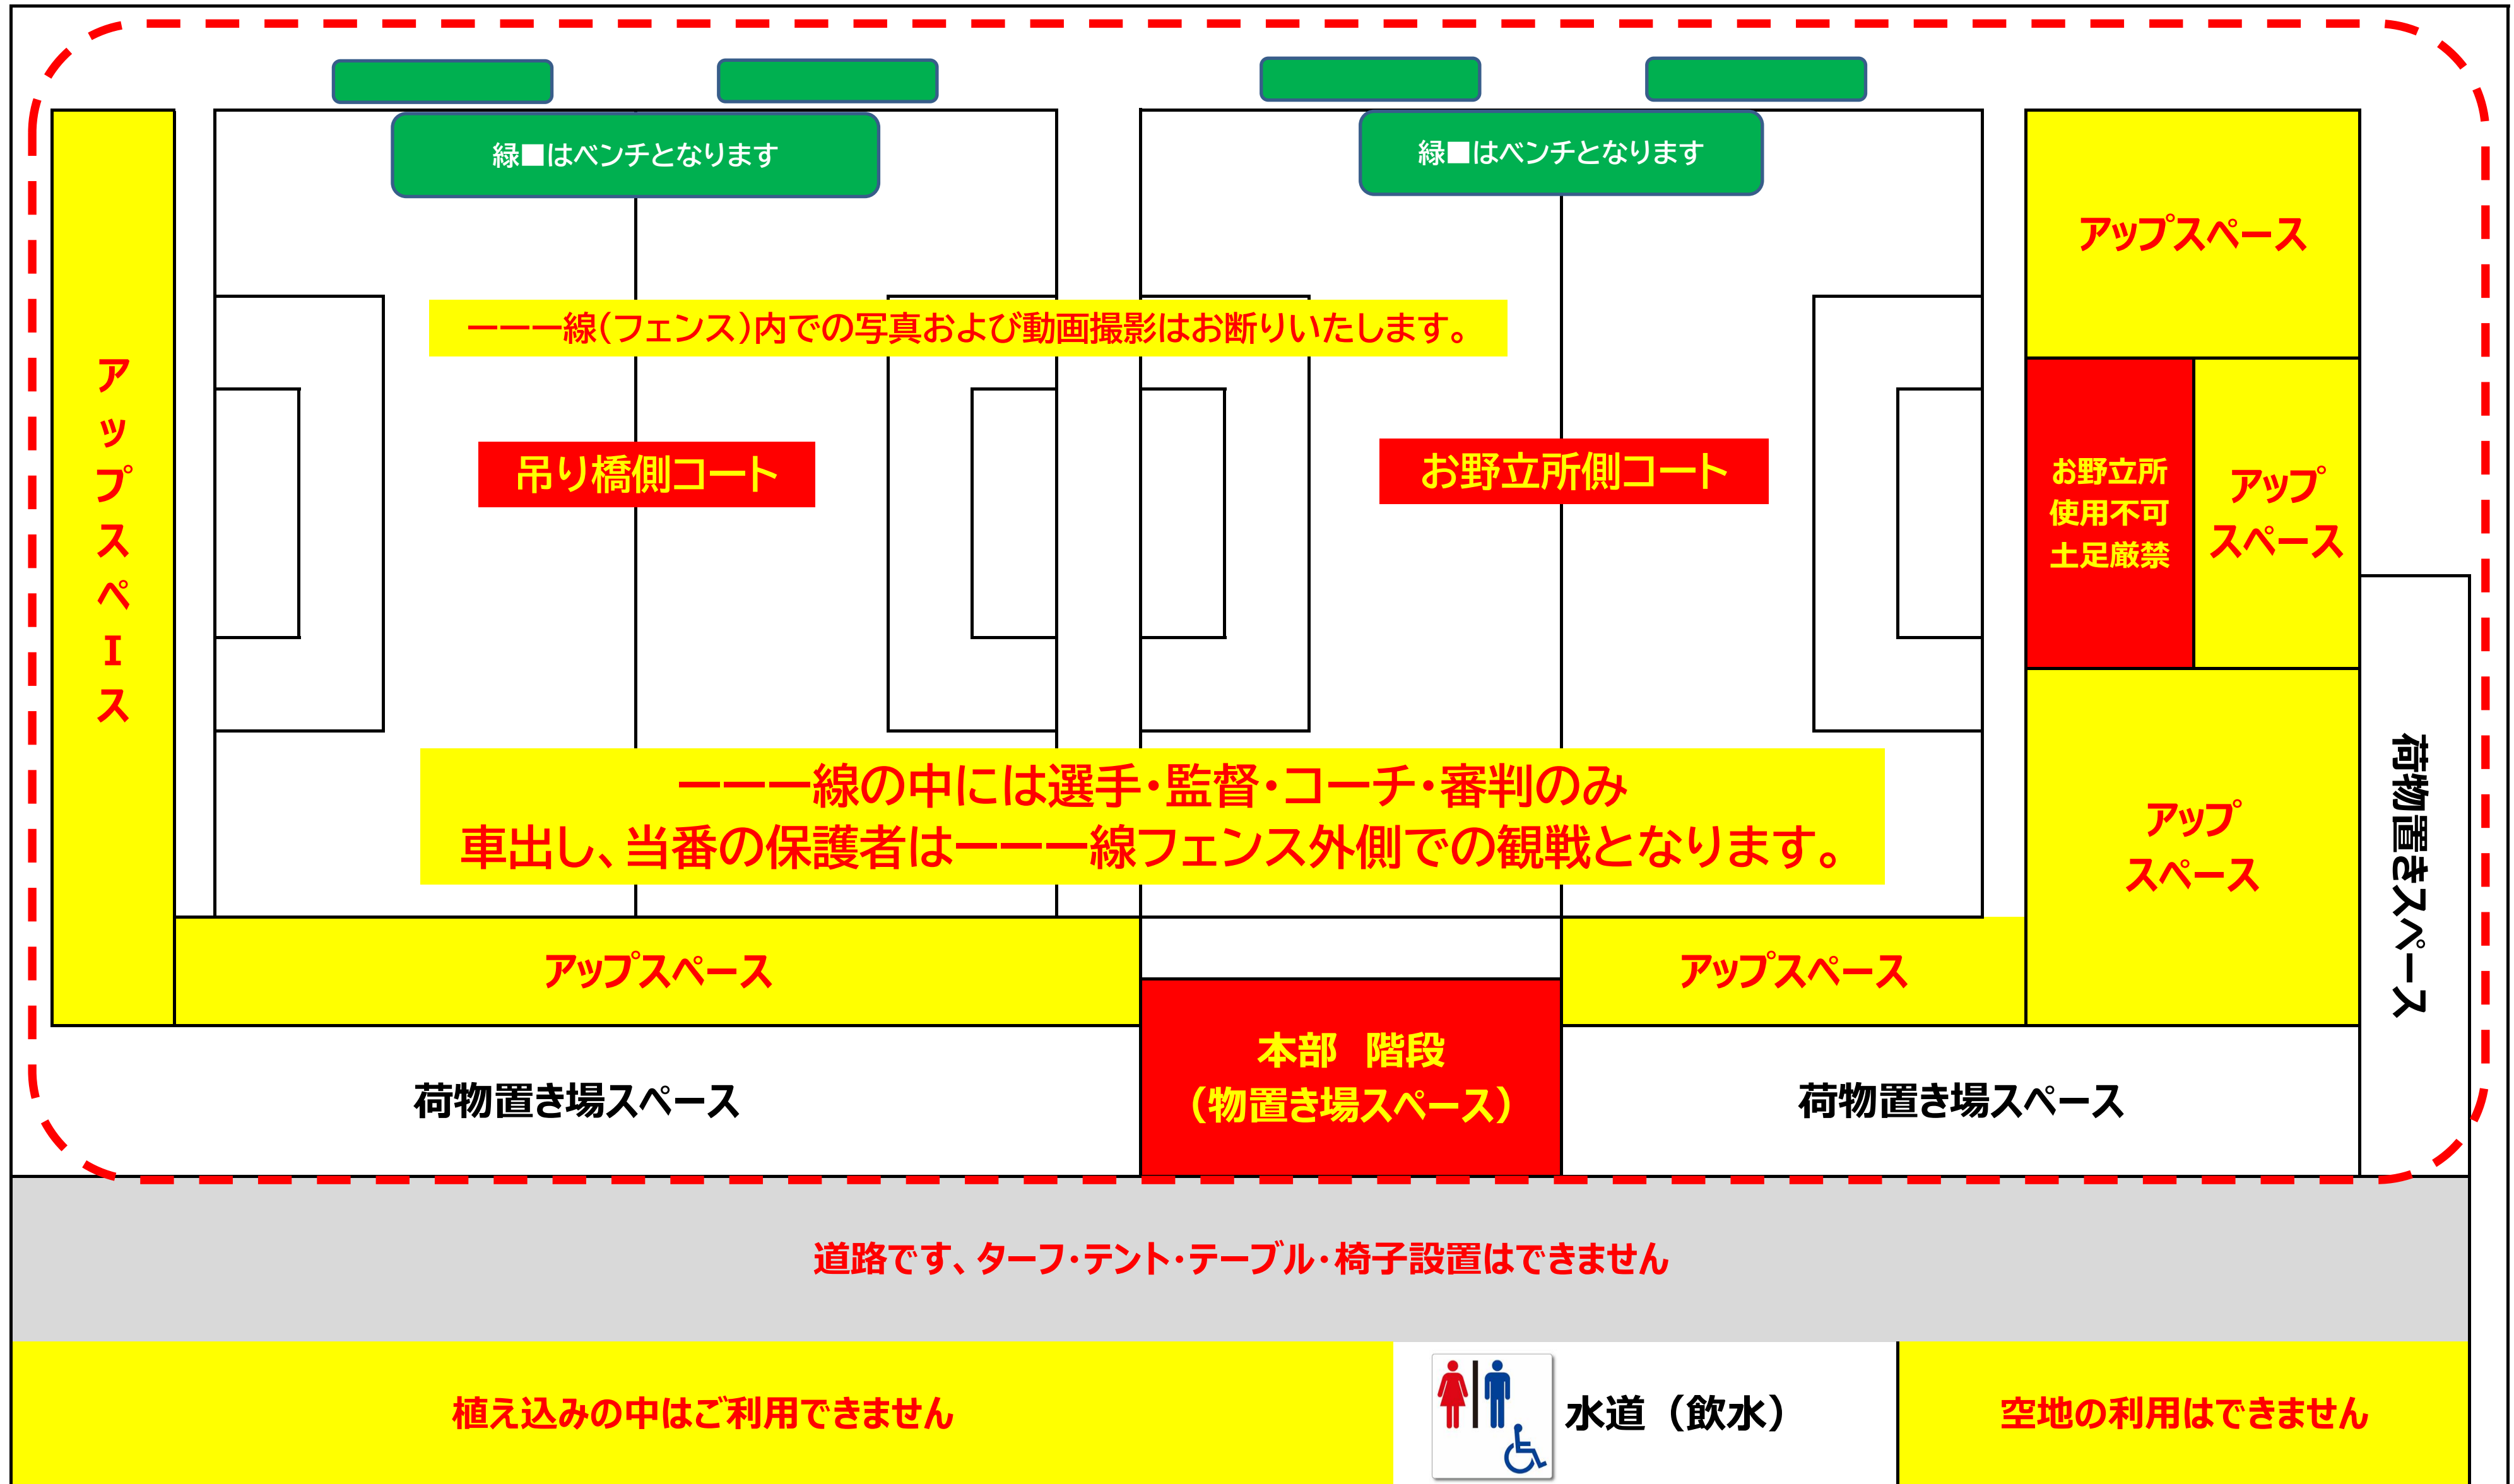 緑■はベンチとなります
緑■はベンチとなります
アップスペース
ーーー線(フェンス)内での写真および動画撮影はお断りいたします。
アップスペース
吊り橋側コート
お野立所側コート
お野立所
使用不可
土足厳禁
アップ
スペース
ーーー線の中には選手・監督・コーチ・審判のみ
車出し、当番の保護者はーーー線フェンス外側での観戦となります。
アップ
スペース
荷物置きスペース
アップスペース
アップスペース
本部　階段
(物置き場スペース)
荷物置き場スペース
荷物置き場スペース
道路です、ターフ・テント・テーブル・椅子設置はできません
植え込みの中はご利用できません
水道（飲水）
空地の利用はできません